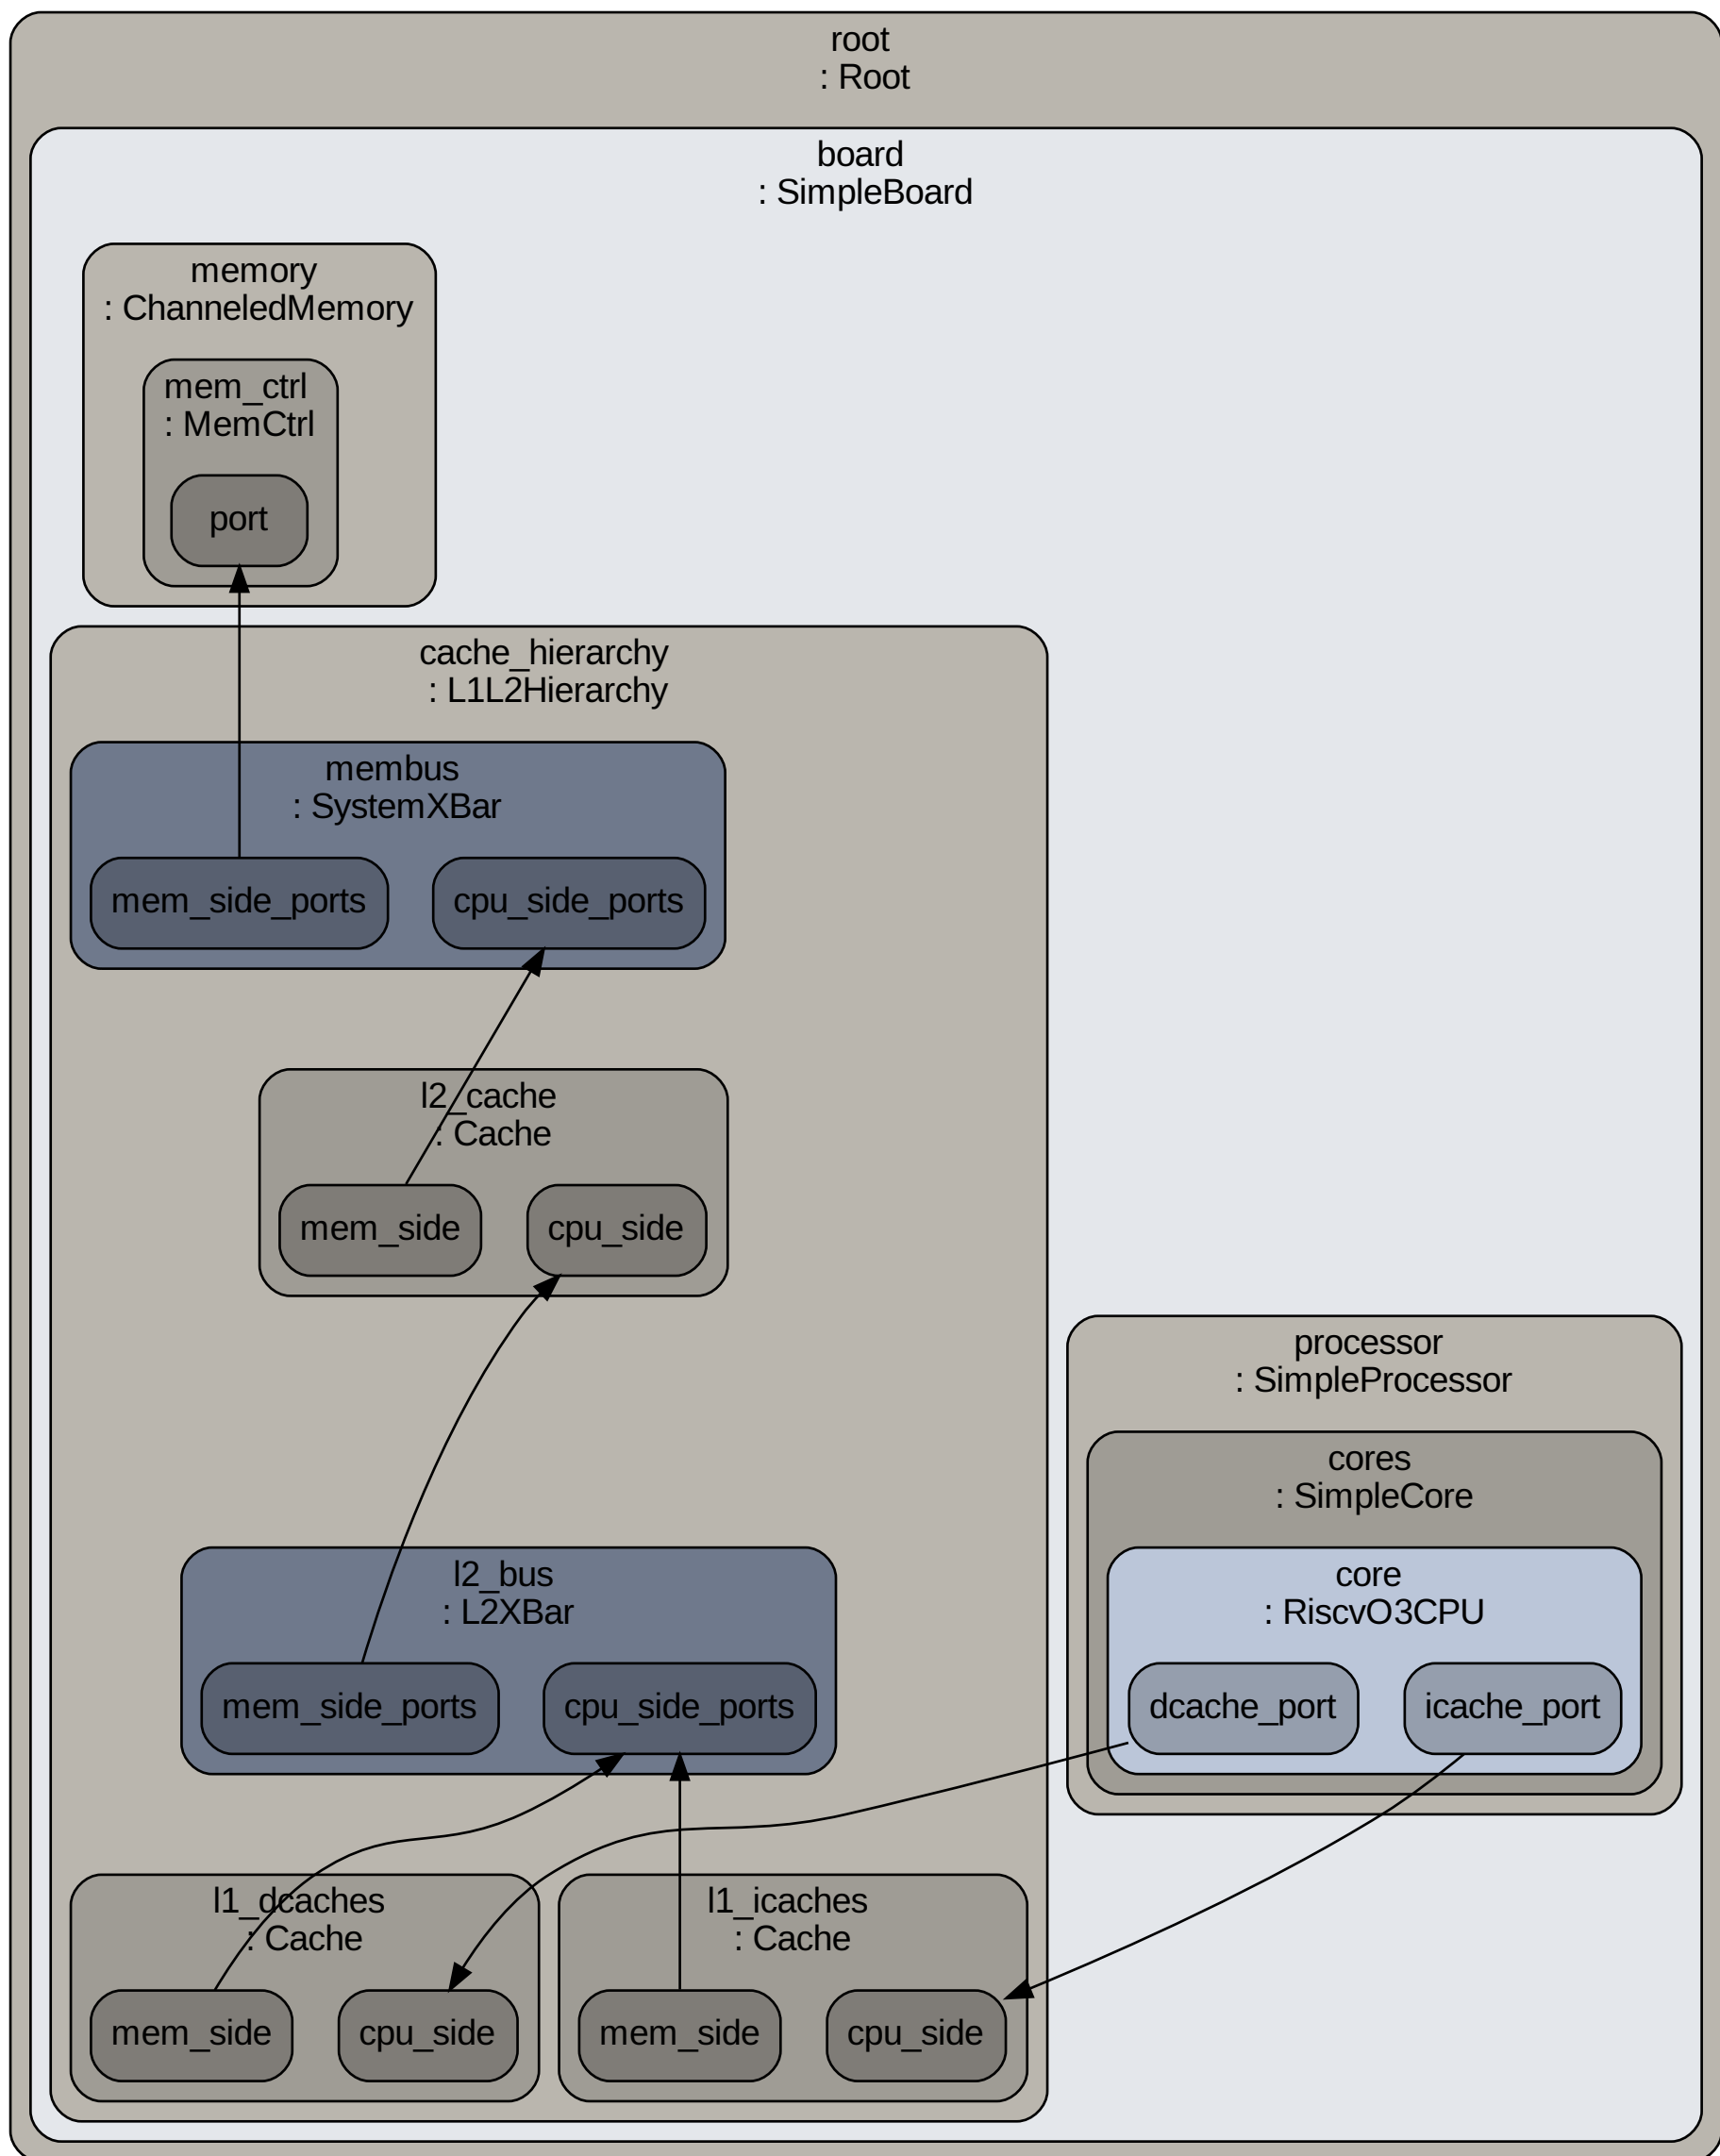 root
: Root
board
: SimpleBoard
memory
: ChanneledMemory
mem_ctrl
: MemCtrl
port
cache_hierarchy
: L1L2Hierarchy
membus
: SystemXBar
mem_side_ports
cpu_side_ports
l2_cache
: Cache
mem_side
cpu_side
processor
: SimpleProcessor
cores
: SimpleCore
core
: RiscvO3CPU
dcache_port
icache_port
l2_bus
: L2XBar
mem_side_ports
cpu_side_ports
l1_dcaches
: Cache
mem_side
cpu_side
l1_icaches
: Cache
mem_side
cpu_side